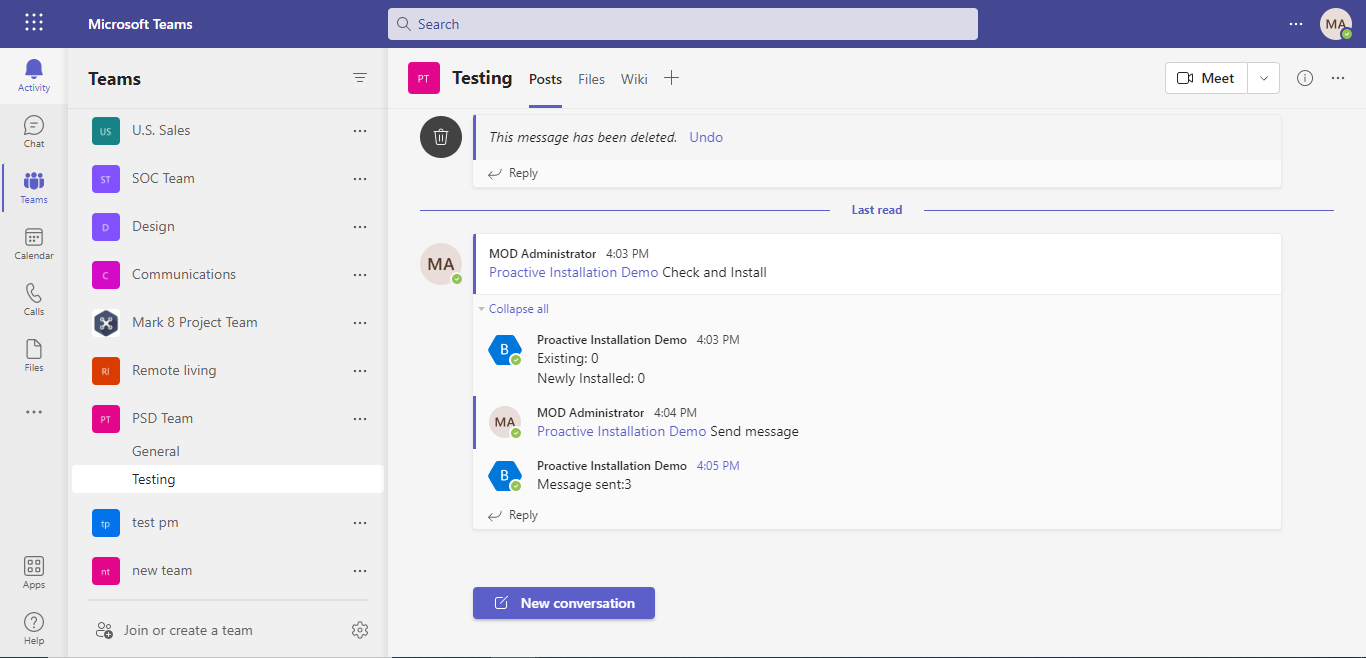 Microsoft Teams
Search
MA
Activity
Chat
Teams
Calendar
Calls
Files
Apps
Help
Teams
US U.S. Sales
ST SOC Team
D Design
C Communications
Mark 8 Project Team
RI Remote living
PT PSD Team
General
Testing
tp test pm
nt new team
Join or create a team
PT Testing Posts Files Wiki
Meet
This message has been deleted. Undo
Reply
Last read
MA
MOD Administrator 4:03 PM
Proactive Installation Demo Check and Install
Collapse all
B
Proactive Installation Demo 4:03 PM
Existing: 0
Newly Installed: 0
MA
MOD Administrator 4:04 PM
Proactive Installation Demo Send message
B
Proactive Installation Demo 4:05 PM
Message sent:3
Reply
New conversation